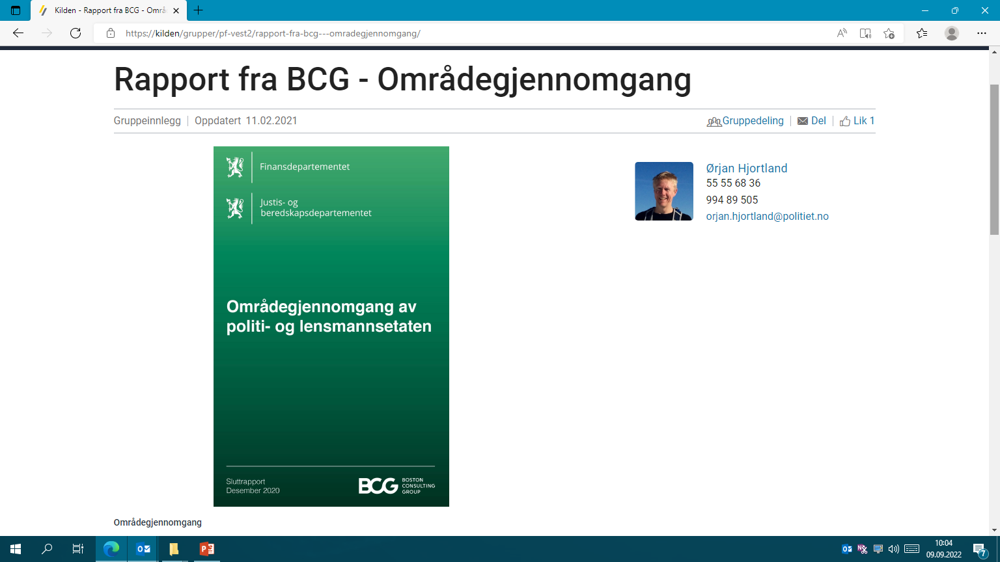 Kilden - Rapport fra BCG - Områ
https://kilden/grupper/pf-vest2/rapport-fra-bcg---omradegjennomgang/
Rapport fra BCG - Områdegjennomgang
Gruppeinnlegg
Oppdatert 11.02.2021
Gruppedeling
Del
Lik 1
Finansdepartementet
Justis- og
beredskapsdepartementet
Områdegjennomgang av
politi- og lensmannsetaten
Sluttrapport
Desember 2020
BCG
BOSTON
CONSULTING
GROUP
Ørjan Hjortland
55 55 68 36
994 89 505
orjan.hjortland@politiet.no
Områdegjennomgang
10:04
09.09.2022
7